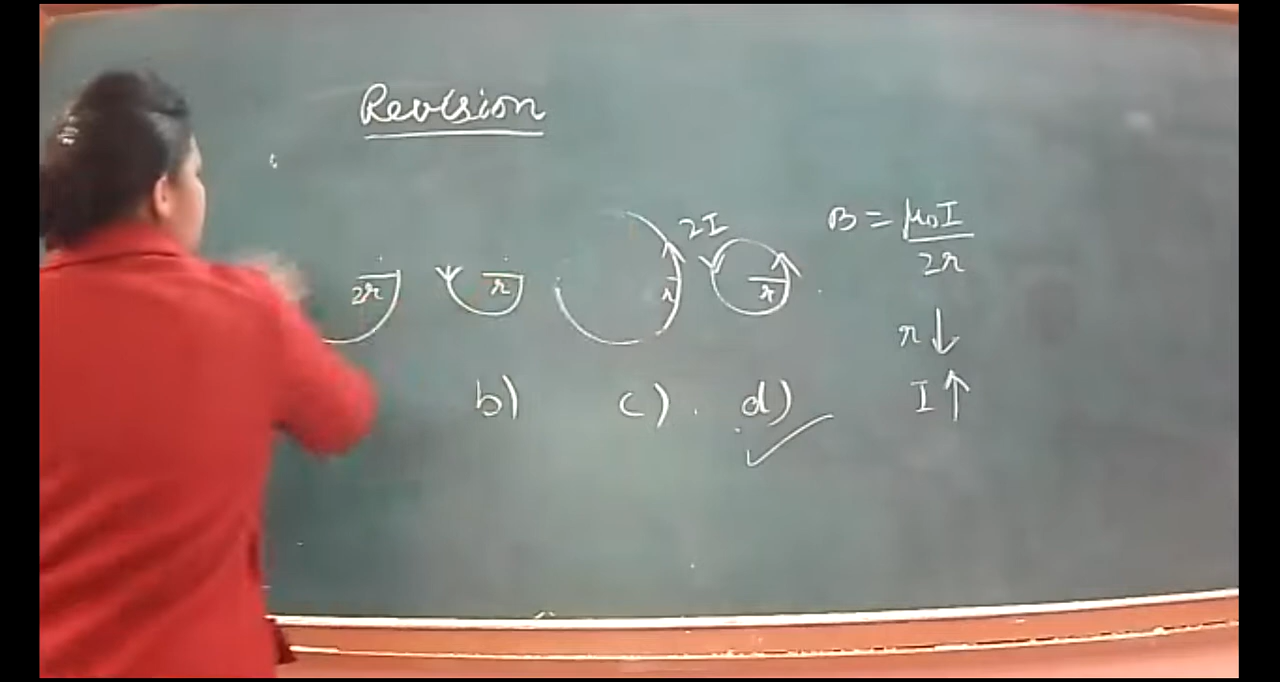 Revision
2I
B = μ₀I / 2r
2r r r r
r↓
I↑
b) c) d)